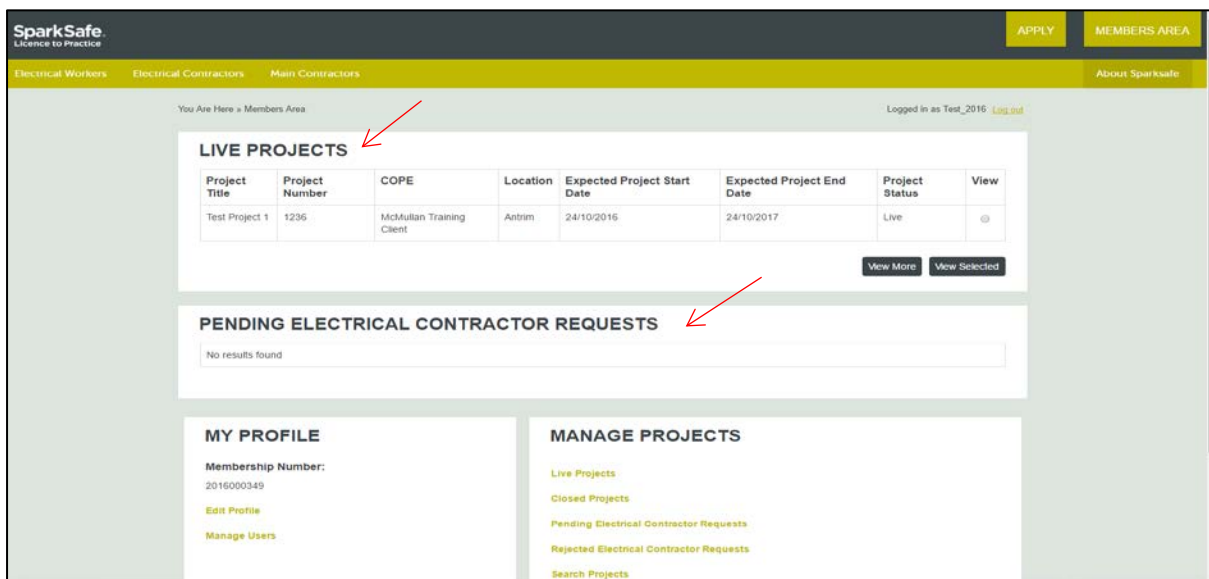 SparkSafe.
Licence to Practice
APPLY
MEMBERS AREA
Electrical Workers
Electrical Contractors
Main Contractors
About Sparksafe
You Are Here » Members Area
Logged in as Test_2016 Log out
LIVE PROJECTS
Project Title
Project Number
COPE
Location
Expected Project Start Date
Expected Project End Date
Project Status
View
Test Project 1
1236
McMullan Training Client
Antrim
24/10/2016
24/10/2017
Live
View More
View Selected
PENDING ELECTRICAL CONTRACTOR REQUESTS
No results found
MY PROFILE
Membership Number:
2016000349
Edit Profile
Manage Users
MANAGE PROJECTS
Live Projects
Closed Projects
Pending Electrical Contractor Requests
Rejected Electrical Contractor Requests
Search Projects